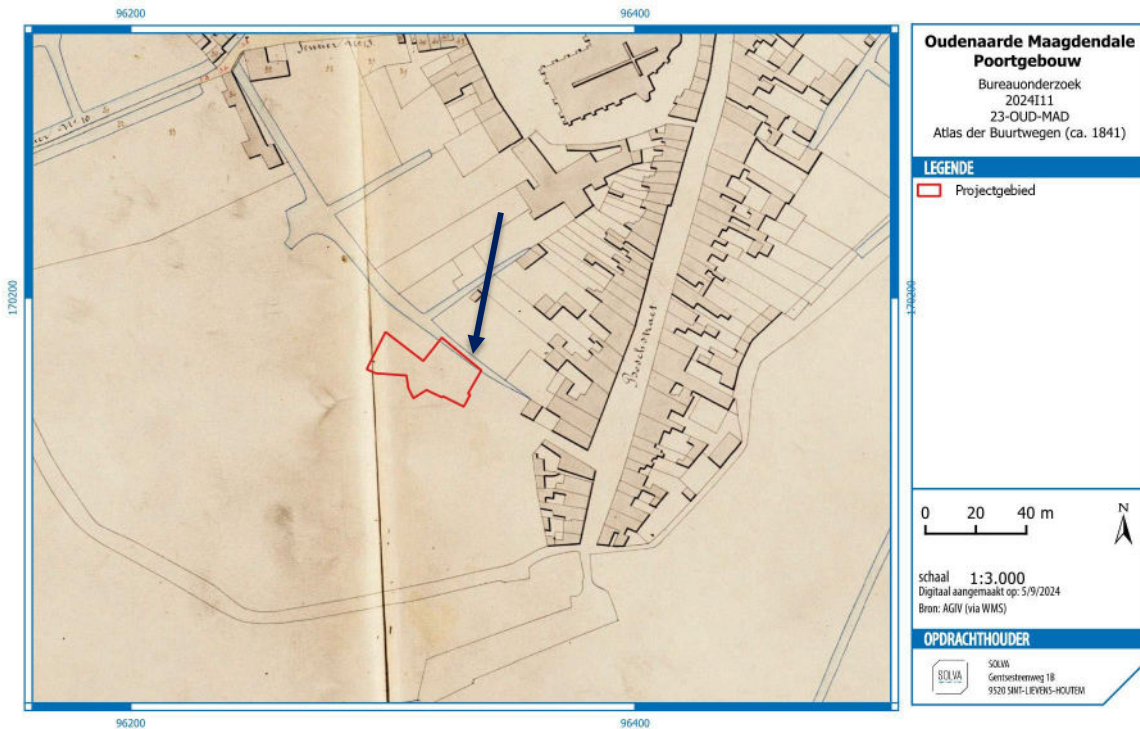 96200
96400
170200
170200
96200
96400
Boschstraet
Oudenaarde Maagdendale
Poortgebouw
Bureauonderzoek
2024I11
23-OUD-MAD
Atlas der Buurtwegen (ca. 1841)
LEGENDE
Projectgebied
0 20 40 m
N
schaal 1:3.000
Digitaal aangemaakt op: 5/9/2024
Bron: AGIV (via WMS)
OPDRACHTHOUDER
SOLVA
SOLVA
Gentsesteenweg 1B
9520 SINT-LIEVENS-HOUTEM